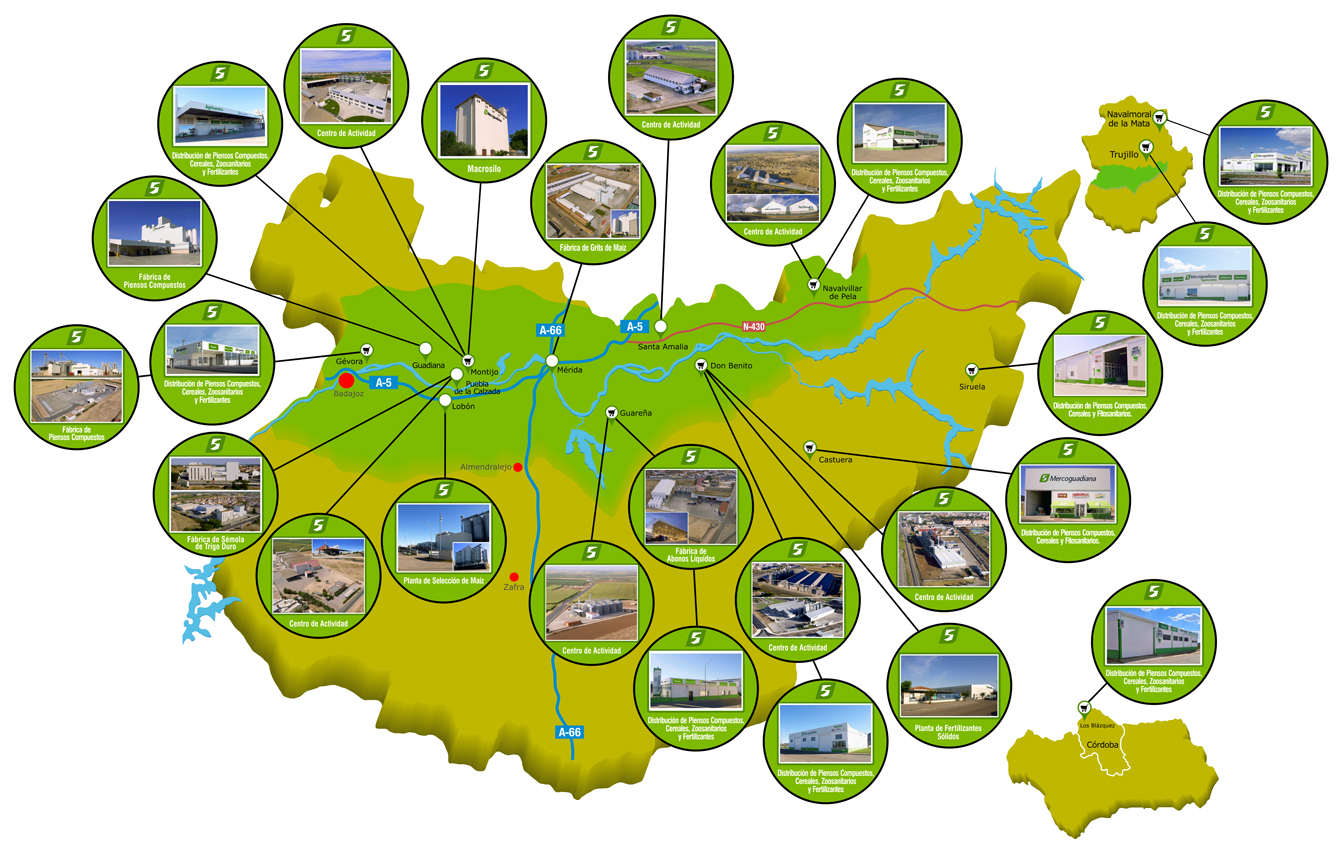 Centro de Actividad
Distribución de Piensos Compuestos,
Cereales, Zoosanitarios
y Fertilizantes
Macrosilo
Centro de Actividad
Fábrica de Grits de Maíz
Centro de Actividad
Distribución de Piensos Compuestos,
Cereales, Zoosanitarios
y Fertilizantes
Navalmoral
de la Mata
Trujillo
Distribución de Piensos Compuestos,
Cereales, Zoosanitarios
y Fertilizantes
Distribución de Piensos Compuestos,
Cereales, Zoosanitarios
y Fertilizantes
Fábrica de
Piensos Compuestos
Distribución de Piensos Compuestos,
Cereales, Zoosanitarios
y Fertilizantes
Fábrica de
Piensos Compuestos
Navalvillar
de Pela
A-66
A-5
N-430
Santa Amalia
Gévora
Guadiana
Montijo
Mérida
Don Benito
A-5
Badajoz
Puebla
de la Calzada
Lobón
Guareña
Siruela
Distribución de Piensos Compuestos,
Cereales y Fitosanitarios.
Castuera
Mercoguadiana
Distribución de Piensos Compuestos,
Cereales y Fitosanitarios.
Almendralejo
Zafra
Fábrica de Sémola
de Trigo Duro
Centro de Actividad
Planta de Selección de Maíz
Centro de Actividad
Fábrica de
Abonos Líquidos
Distribución de Piensos Compuestos,
Cereales, Zoosanitarios
y Fertilizantes
Centro de Actividad
Distribución de Piensos Compuestos,
Cereales, Zoosanitarios
y Fertilizantes
Centro de Actividad
Planta de Fertilizantes
Sólidos
A-66
Distribución de Piensos Compuestos,
Cereales, Zoosanitarios
y Fertilizantes
Los Blázquez
Córdoba